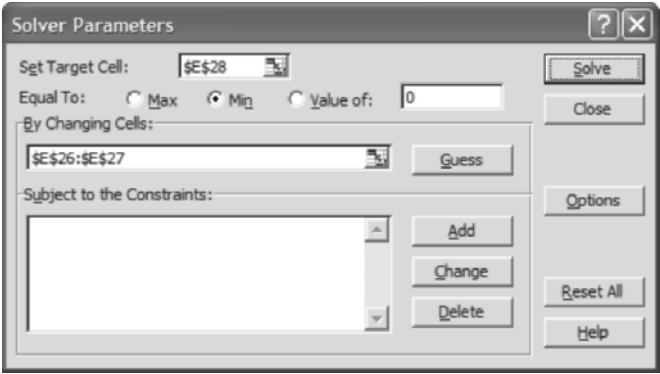 Solver Parameters
Set Target Cell: $E$28 Solve
Equal To: Max Min Value of: 0 Close
By Changing Cells:
$E$26:$E$27 Guess
Subject to the Constraints: Options
Add
Change Reset All
Delete Help